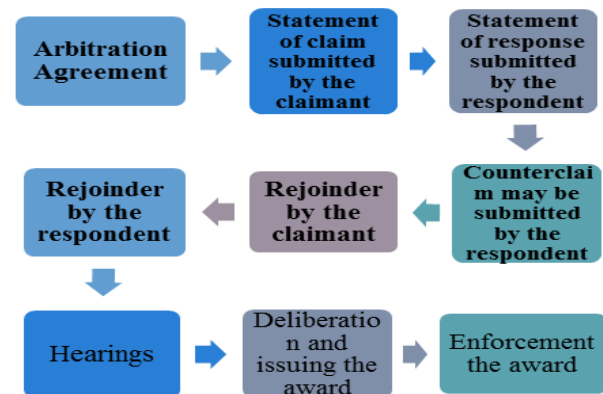 Arbitration
Agreement
Statement
of claim
submitted
by the
claimant
Statement
of response
submitted
by the
respondent
Counterclai
m may be
submitted
by the
respondent
Rejoinder
by the
claimant
Rejoinder
by the
respondent
Hearings
Deliberatio
n and
issuing the
award
Enforcement
the award